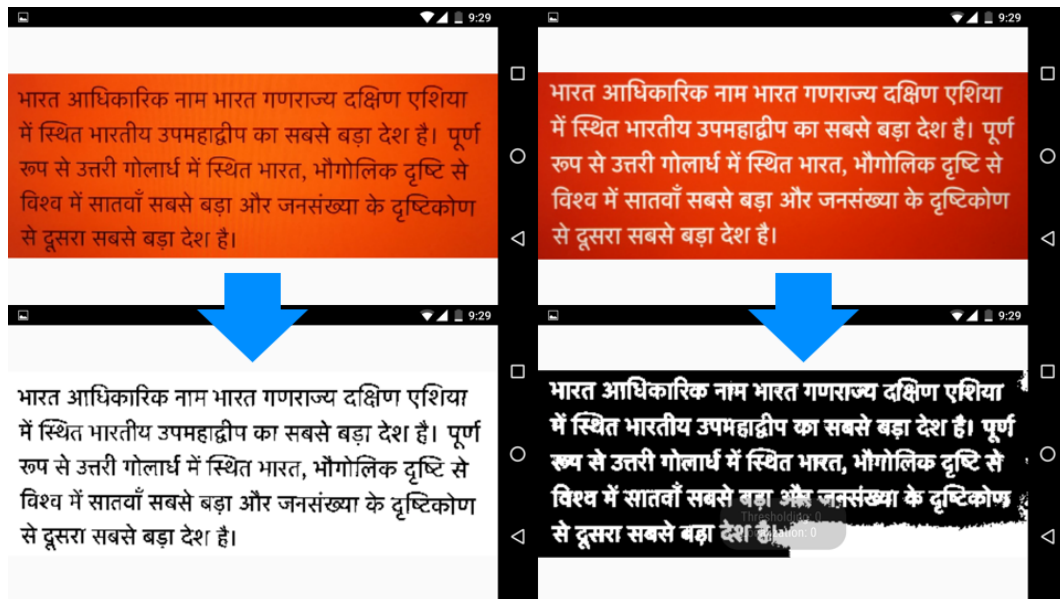 9:29
भारत आधिकारिक नाम भारत गणराज्य दक्षिण एशिया
में स्थित भारतीय उपमहाद्वीप का सबसे बड़ा देश है। पूर्ण
रूप से उत्तरी गोलार्ध में स्थित भारत, भौगोलिक दृष्टि से
विश्व में सातवाँ सबसे बड़ा और जनसंख्या के दृष्टिकोण
से दूसरा सबसे बड़ा देश है।
9:29
भारत आधिकारिक नाम भारत गणराज्य दक्षिण एशिया
में स्थित भारतीय उपमहाद्वीप का सबसे बड़ा देश है। पूर्ण
रूप से उत्तरी गोलार्ध में स्थित भारत, भौगोलिक दृष्टि से
विश्व में सातवाँ सबसे बड़ा और जनसंख्या के दृष्टिकोण
से दूसरा सबसे बड़ा देश है।
9:29
भारत आधिकारिक नाम भारत गणराज्य दक्षिण एशिया
में स्थित भारतीय उपमहाद्वीप का सबसे बड़ा देश है। पूर्ण
रूप से उत्तरी गोलार्ध में स्थित भारत, भौगोलिक दृष्टि से
विश्व में सातवाँ सबसे बड़ा और जनसंख्या के दृष्टिकोण
से दूसरा सबसे बड़ा देश है।
9:29
भारत आधिकारिक नाम भारत गणराज्य दक्षिण एशिया
में स्थित भारतीय उपमहाद्वीप का सबसे बड़ा देश है। पूर्ण
रूप से उत्तरी गोलार्ध में स्थित भारत, भौगोलिक दृष्टि से
विश्व में सातवाँ सबसे बड़ा और जनसंख्या के दृष्टिकोण
से दूसरा सबसे बड़ा देश है।
Thresholding: 0
0